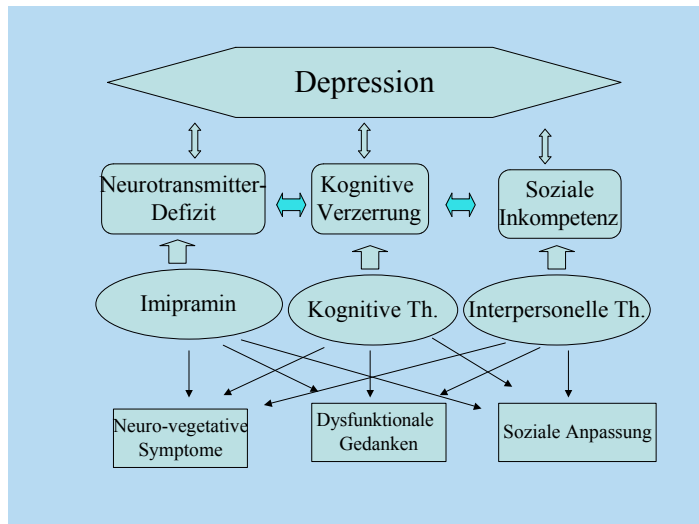 Depression
Neurotransmitter-
Defizit
Kognitive
Verzerrung
Soziale
Inkompetenz
Imipramin
Kognitive Th.
Interpersonelle Th.
Neuro-vegetative
Symptome
Dysfunktionale
Gedanken
Soziale Anpassung